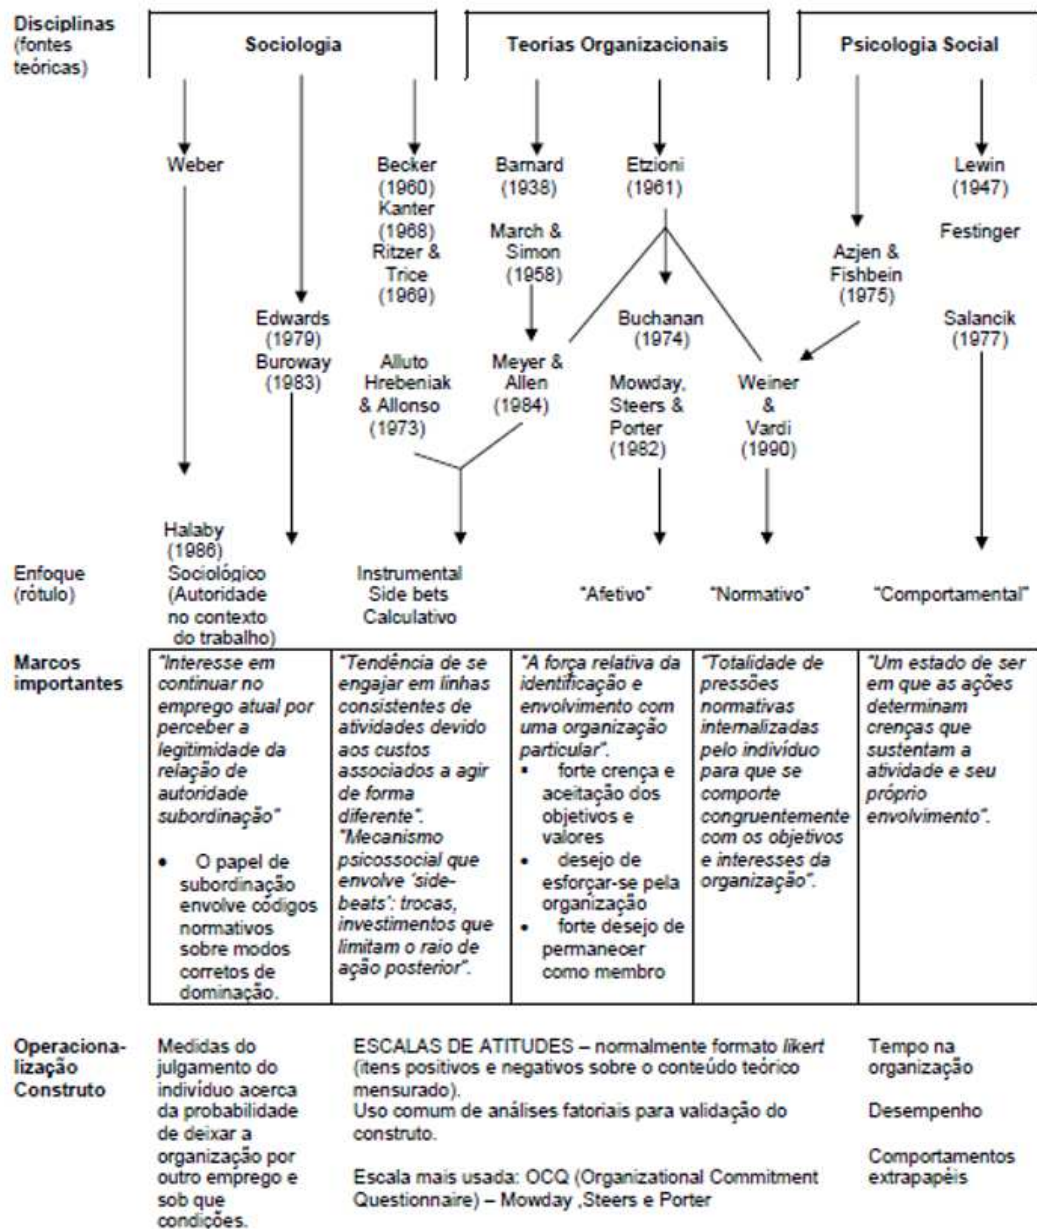 Disciplinas
(fontes
teóricas)
Sociologia
Teorias Organizacionais
Psicologia Social
Weber
Becker
(1960)
Kanter
(1968)
Ritzer &
Trice
(1969)
Barnard
(1938)
March &
Simon
(1958)
Etzioni
(1961)
Lewin
(1947)
Festinger
Azjen &
Fishbein
(1975)
Edwards
(1979)
Buroway
(1983)
Buchanan
(1974)
Salancik
(1977)
Alluto
Hrebeniak
& Allonso
(1973)
Meyer &
Allen
(1984)
Mowday,
Steers &
Porter
(1982)
Weiner
&
Vardi
(1990)
Enfoque
(rótulo)
Halaby
(1986)
Sociológico
(Autoridade
no contexto
do trabalho)
Instrumental
Side bets
Calculativo
"Afetivo"
"Normativo"
"Comportamental"
Marcos
importantes
"Interesse em
continuar no
emprego atual por
perceber a
legitimidade da
relação de
autoridade
subordinação"
• O papel de
subordinação
envolve códigos
normativos
sobre modos
corretos de
dominação.
"Tendência de se
engajar em linhas
consistentes de
atividades devido
aos custos
associados a agir
de forma
diferente".
"Mecanismo
psicossocial que
envolve 'side-
beats': trocas,
investimentos que
limitam o raio de
ação posterior".
"A força relativa da
identificação e
envolvimento com
uma organização
particular".
• forte crença e
aceitação dos
objetivos e
valores
• desejo de
esforçar-se pela
organização
• forte desejo de
permanecer
como membro
"Totalidade de
pressões
normativas
internalizadas
pelo indivíduo
para que se
comporte
congruentemente
com os objetivos
e interesses da
organização".
"Um estado de ser
em que as ações
determinam
crenças que
sustentam a
atividade e seu
próprio
envolvimento".
Operaciona-
lização
Construto
Medidas do
julgamento do
indivíduo acerca
da probabilidade
de deixar a
organização por
outro emprego e
sob que
condições.
ESCALAS DE ATITUDES – normalmente formato likert
(itens positivos e negativos sobre o conteúdo teórico
mensurado).
Uso comum de análises fatoriais para validação do
construto.
Escala mais usada: OCQ (Organizational Commitment
Questionnaire) – Mowday ,Steers e Porter
Tempo na
organização
Desempenho
Comportamentos
extrapapéis